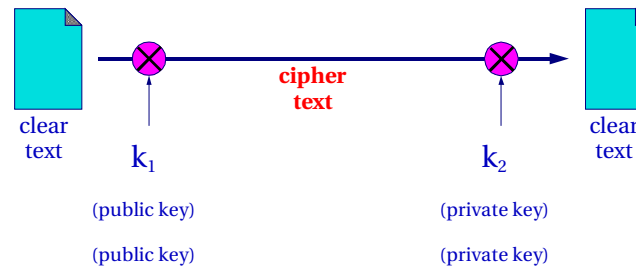 cipher
text
clear
text
clear
text
k1
k2
(public key)
(private key)
(public key)
(private key)